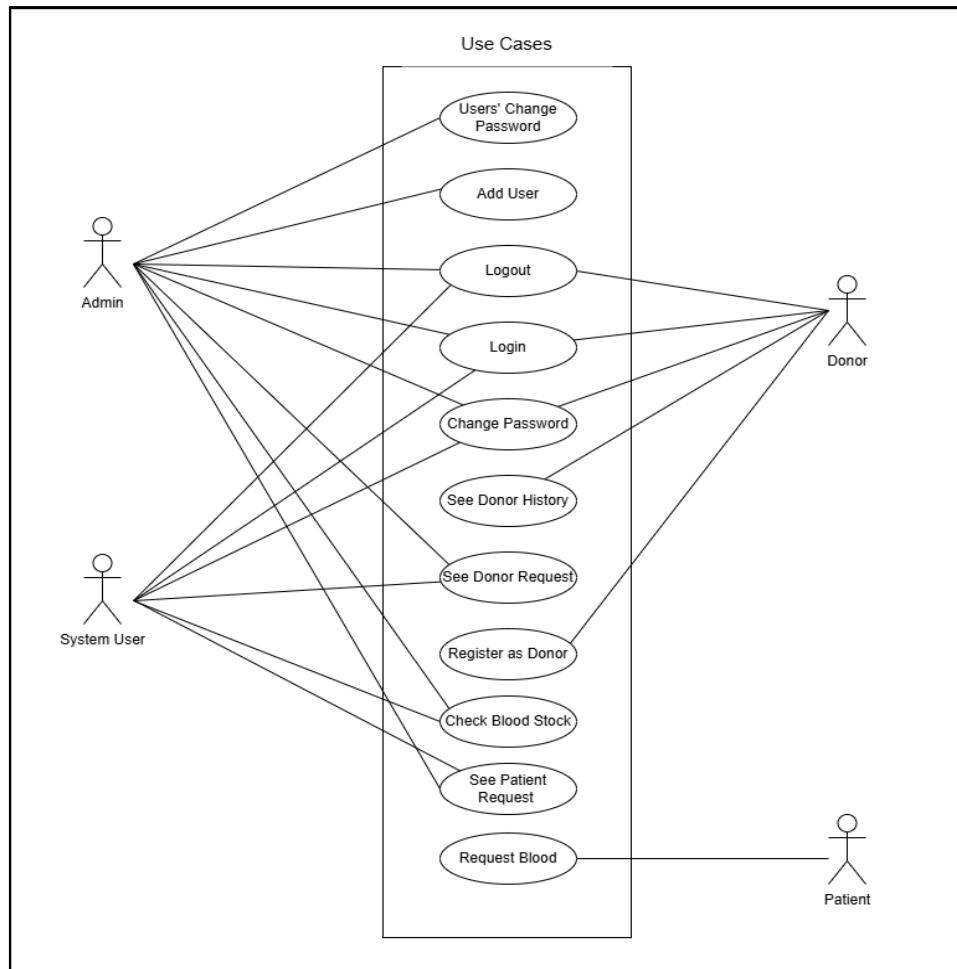 Use Cases
Users' Change
Password
Add User
Logout
Admin
Donor
Login
Change Password
See Donor History
See Donor Request
System User
Register as Donor
Check Blood Stock
See Patient
Request
Request Blood
Patient